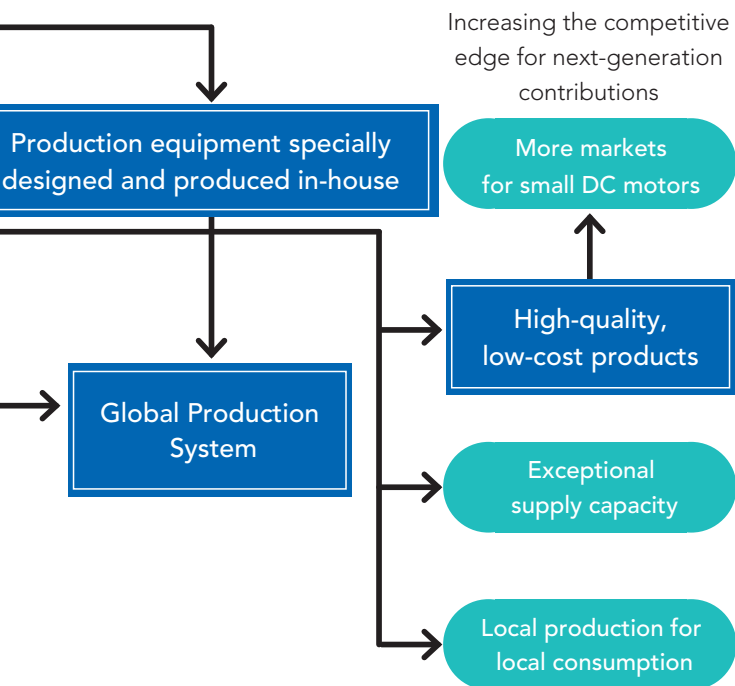 Increasing the competitive
edge for next-generation
contributions
Production equipment specially
designed and produced in-house
More markets
for small DC motors
High-quality,
low-cost products
Global Production
System
Exceptional
supply capacity
Local production for
local consumption